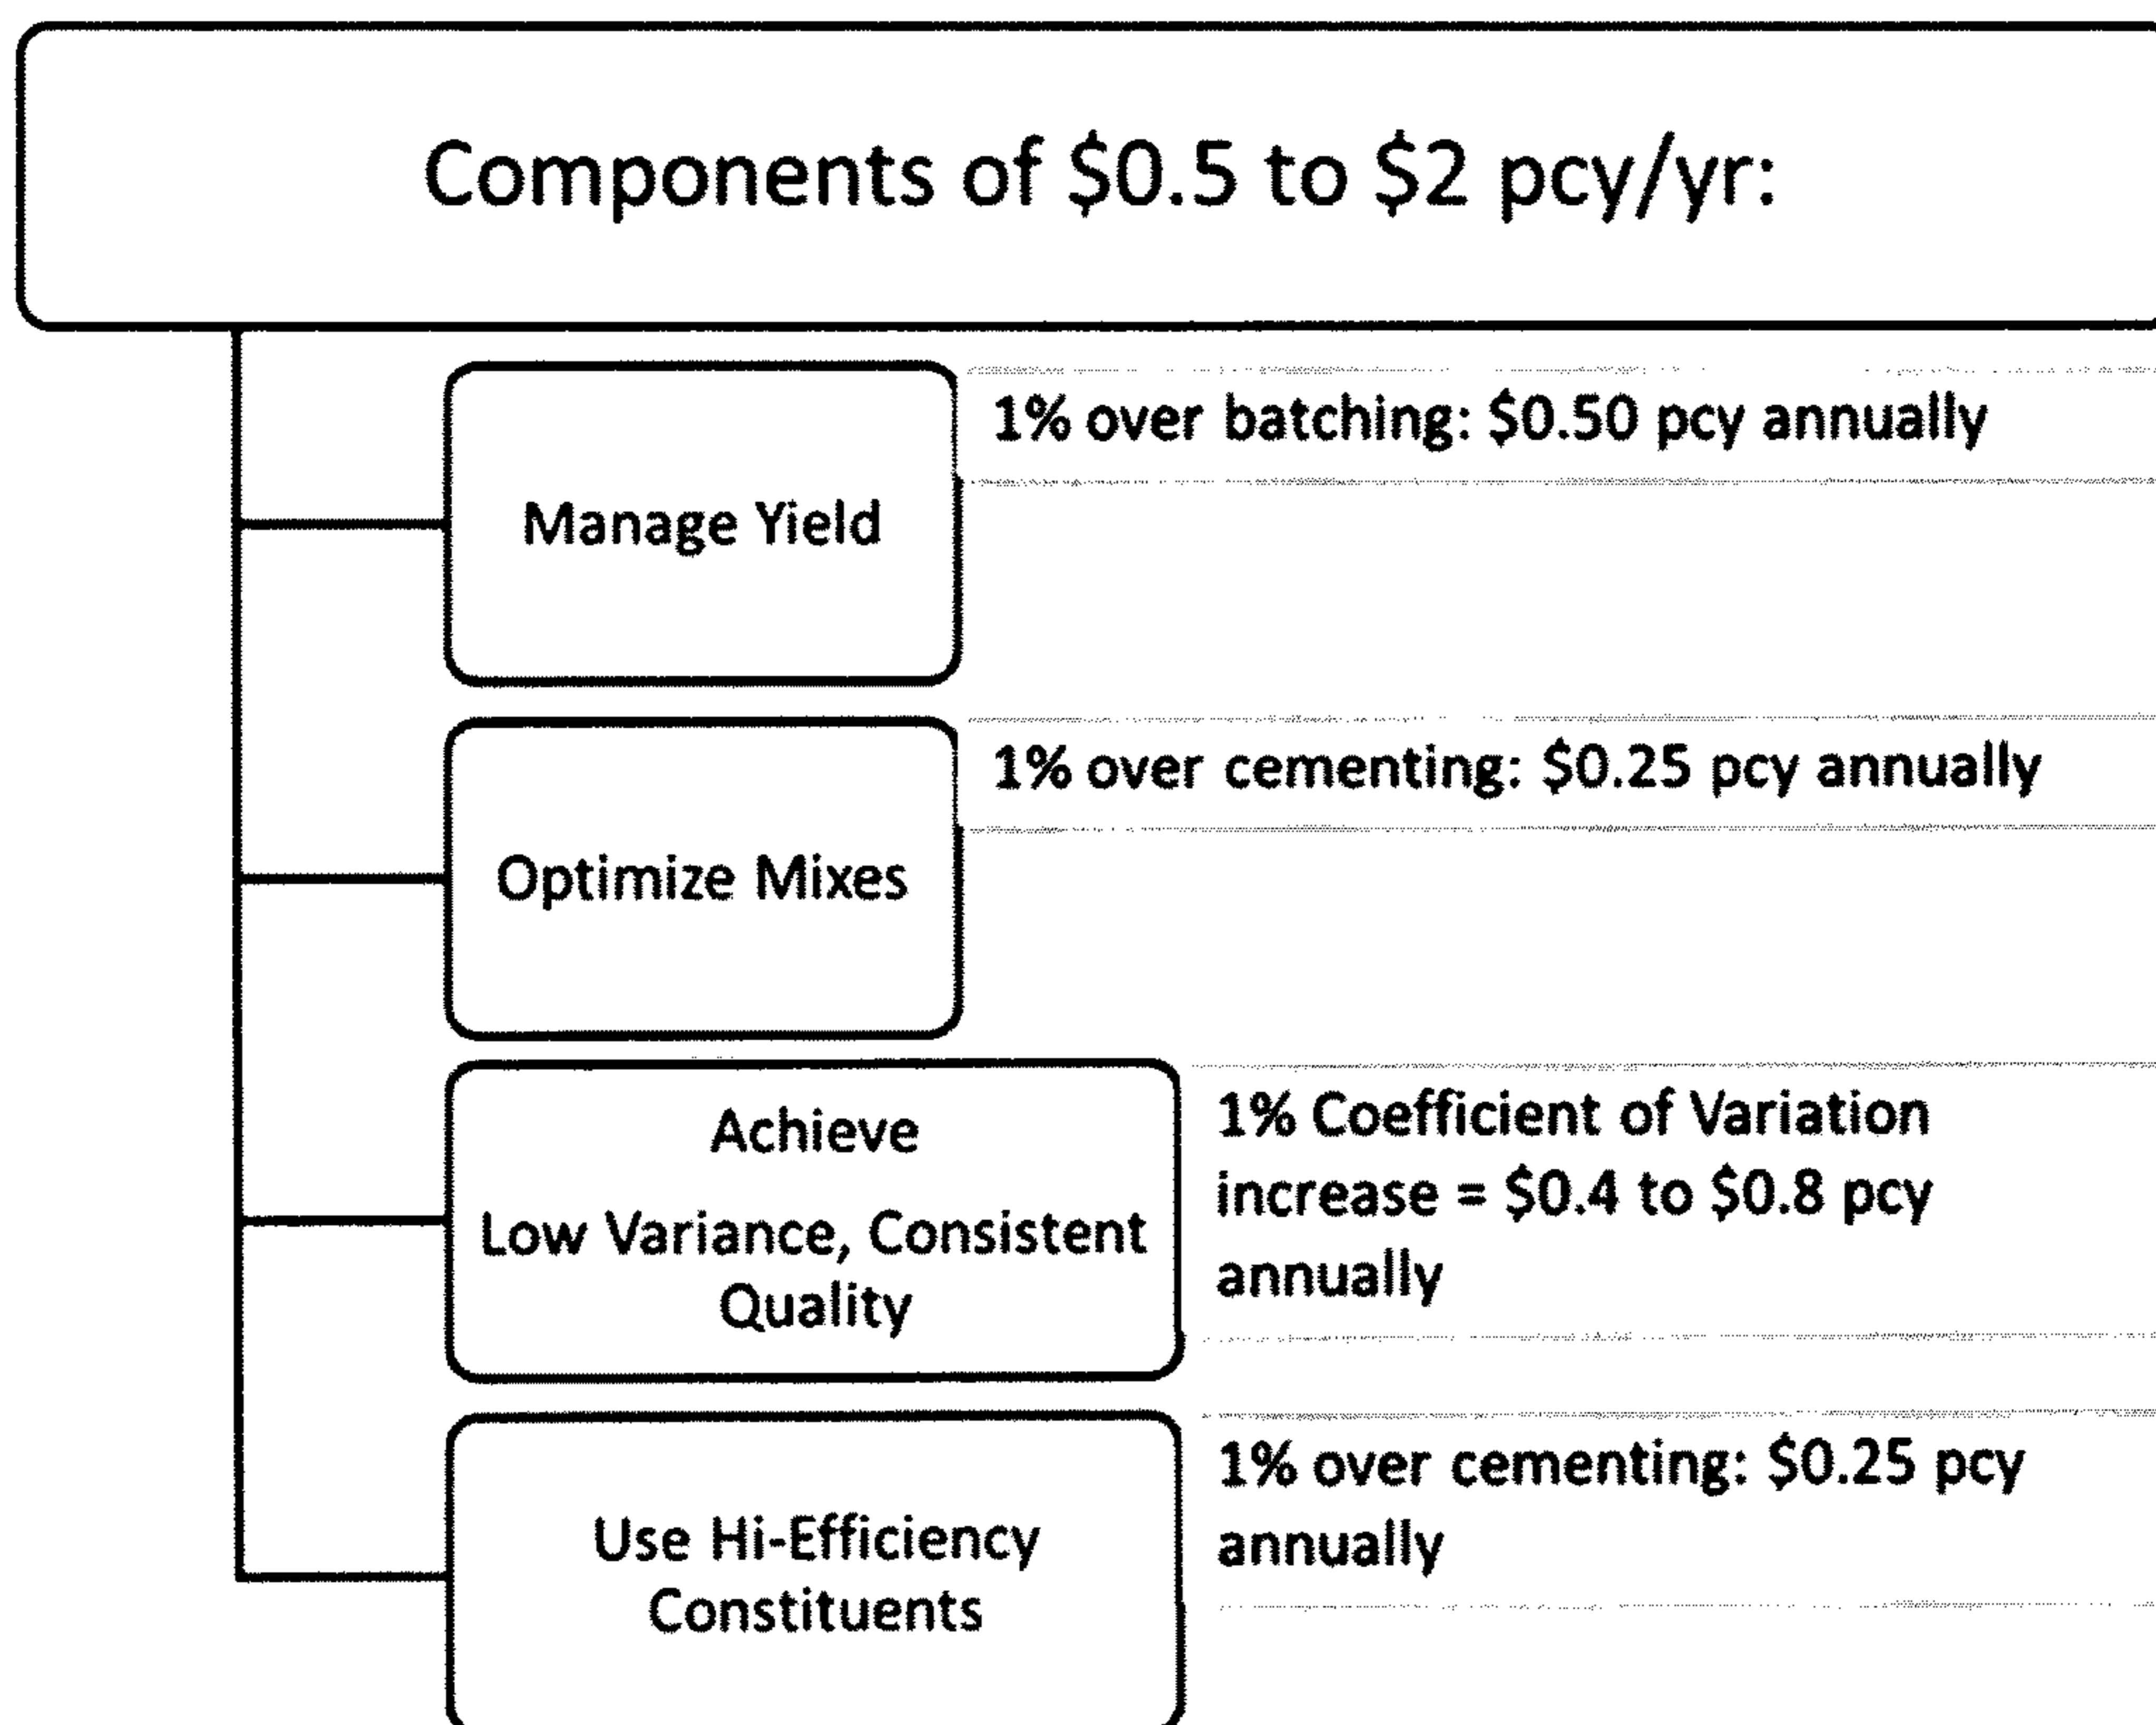 Components of $0.5 to $2 pcy/yr:
Manage Yield
1% over batching: $0.50 pcy annually
Optimize Mixes
1% over cementing: $0.25 pcy annually
Achieve
Low Variance, Consistent
Quality
1% Coefficient of Variation
increase = $0.4 to $0.8 pcy
annually
Use Hi-Efficiency
Constituents
1% over cementing: $0.25 pcy
annually